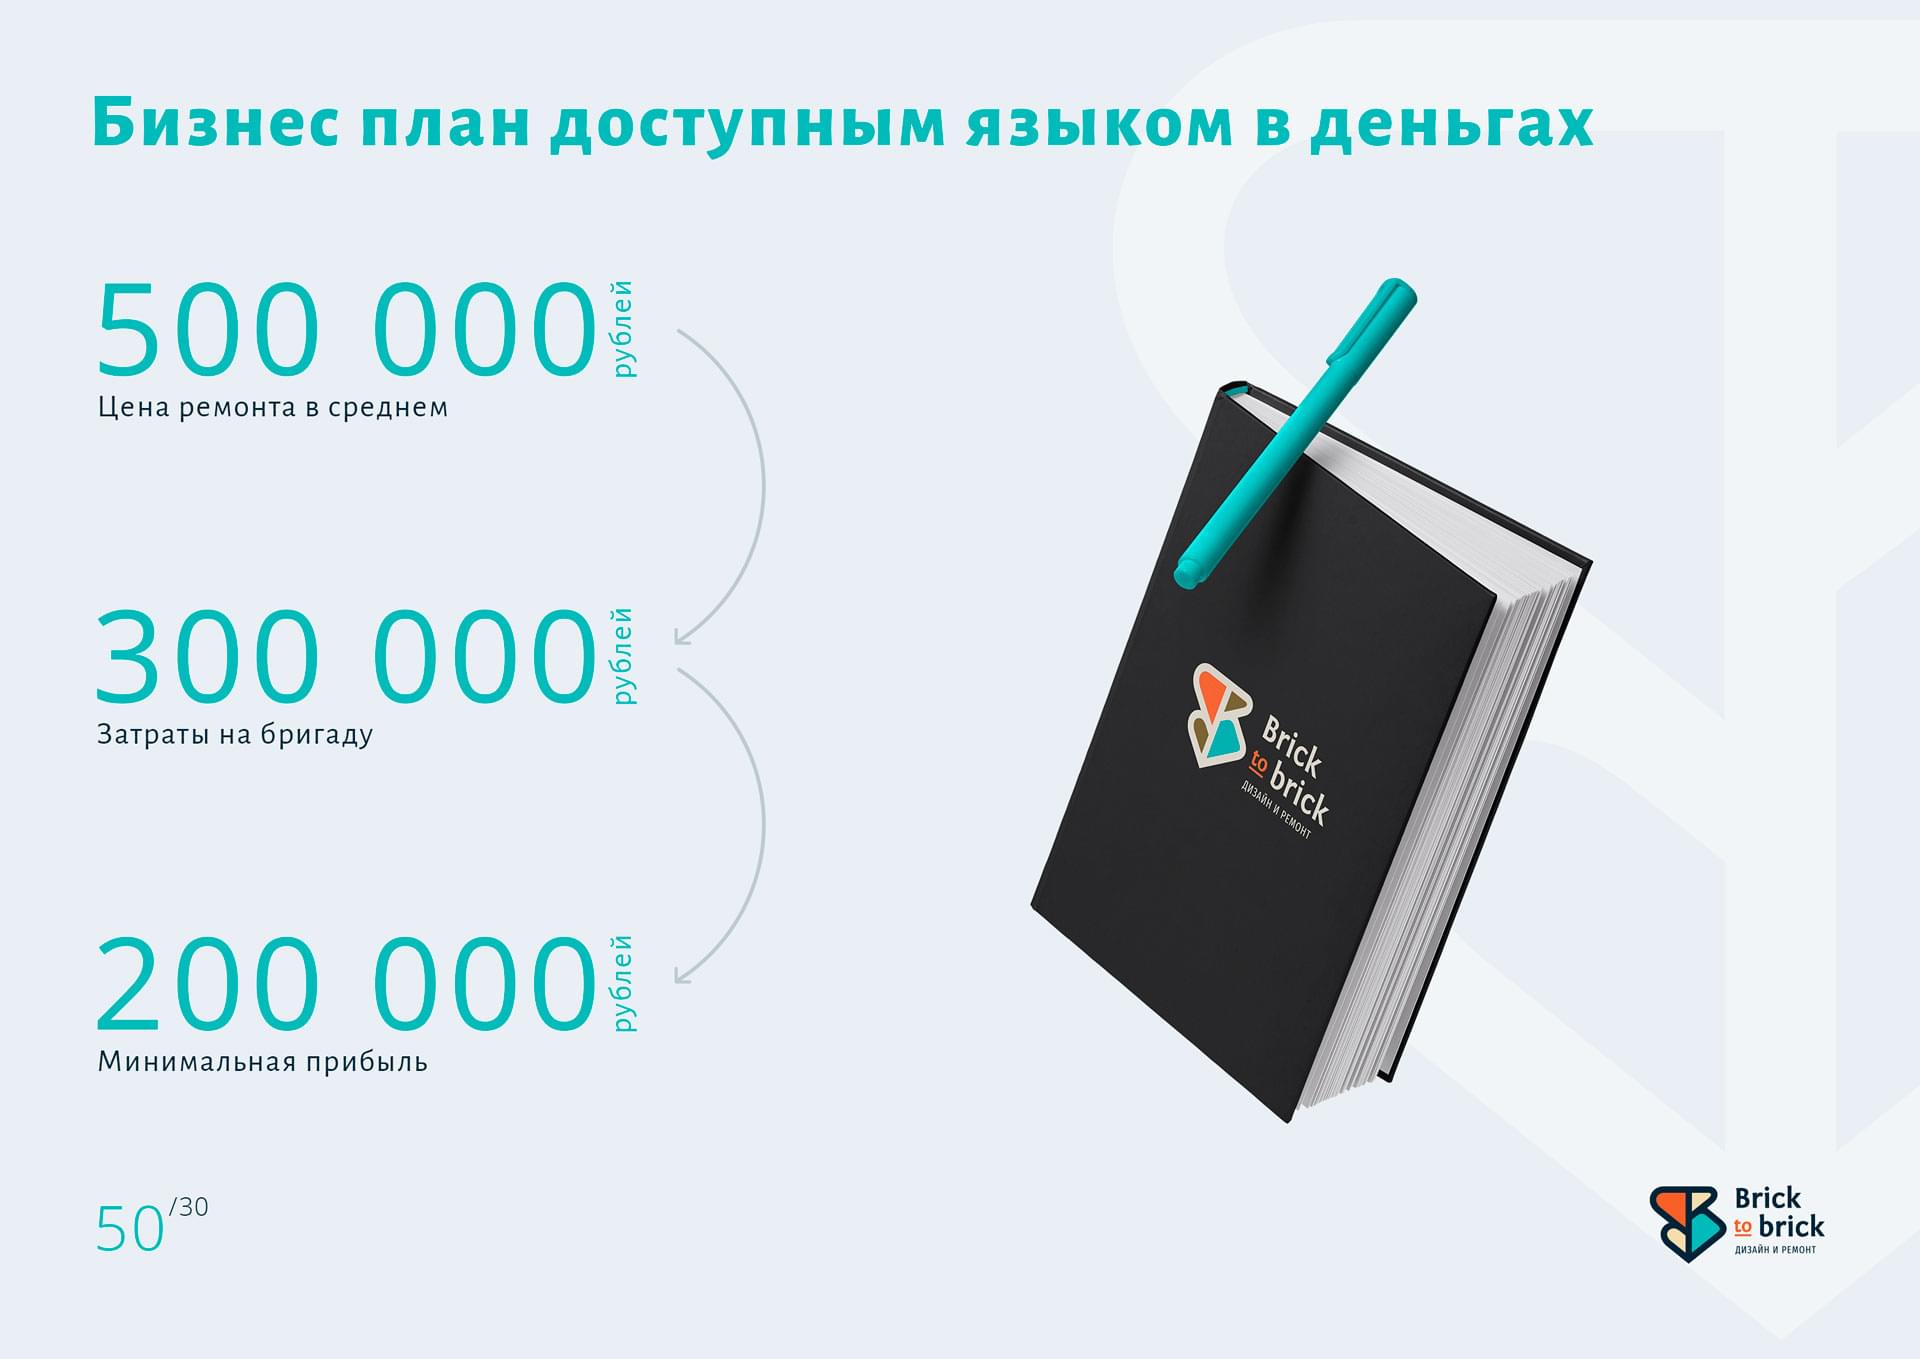 Бизнес план доступным языком в деньгах
500 000 рублей
Цена ремонта в среднем
300 000 рублей
Затраты на бригаду
200 000 рублей
Минимальная прибыль
Brick
to brick
ДИЗАЙН И РЕМОНТ
50/30
Brick
to brick
ДИЗАЙН И РЕМОНТ